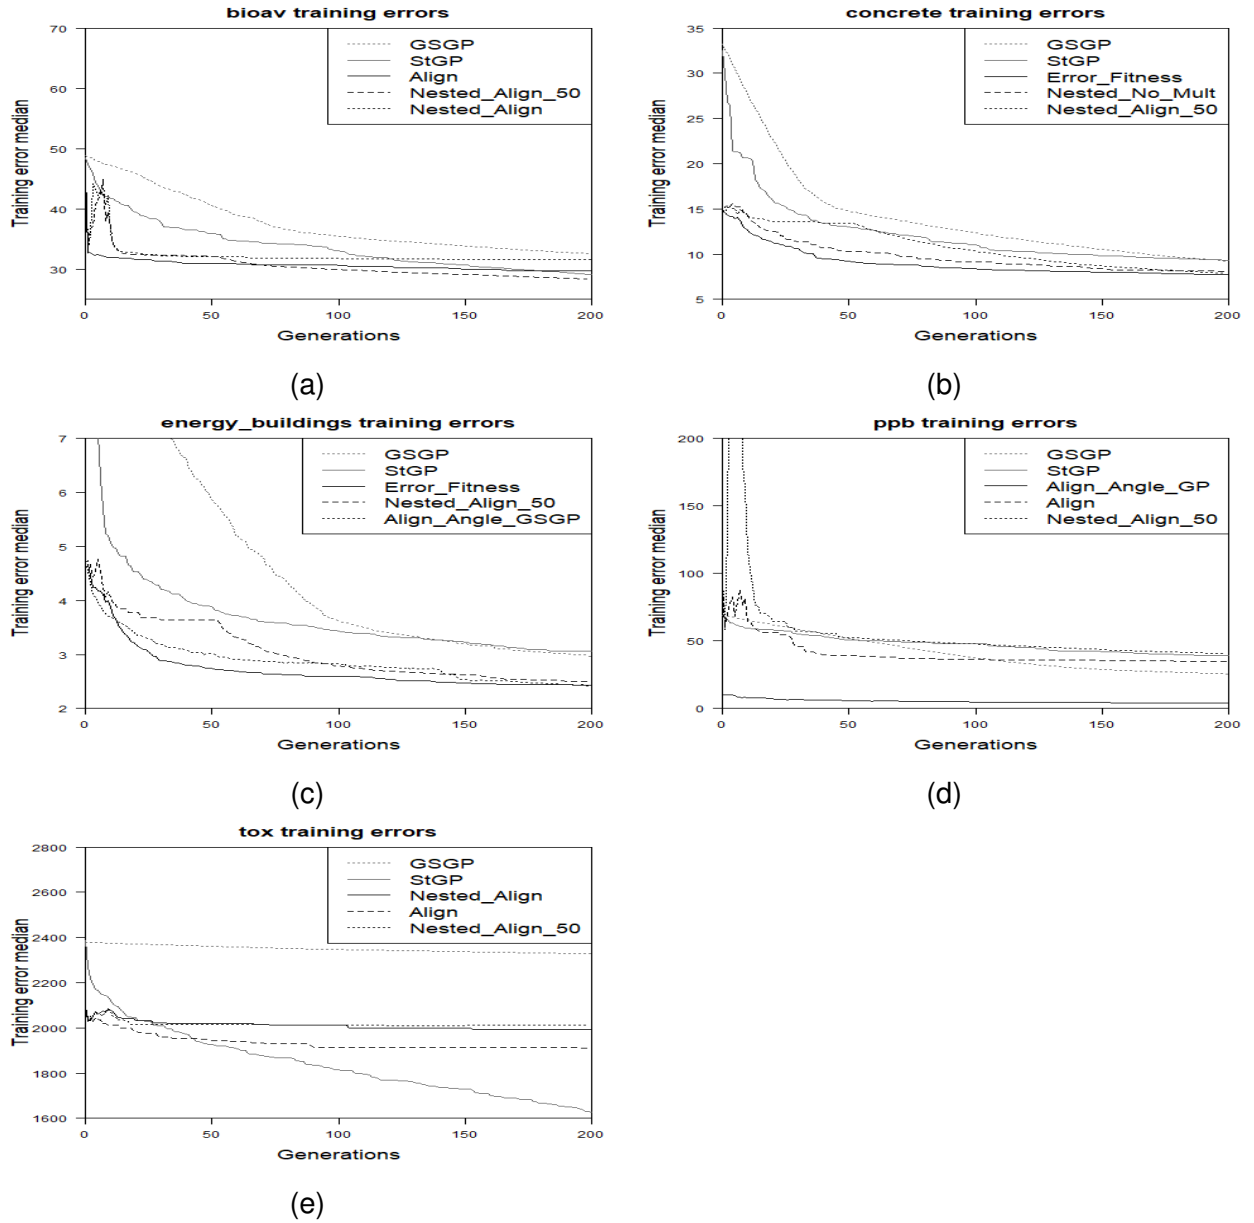 bioav training errors
70
60
50
40
30
Training error median
GSGP
StGP
Align
Nested_Align_50
Nested_Align
0 50 100 150 200
Generations
(a)
concrete training errors
35
30
25
20
15
10
5
Training error median
GSGP
StGP
Error_Fitness
Nested_No_Mult
Nested_Align_50
0 50 100 150 200
Generations
(b)
energy_buildings training errors
7
6
5
4
3
2
Training error median
GSGP
StGP
Error_Fitness
Nested_Align_50
Align_Angle_GSGP
0 50 100 150 200
Generations
(c)
ppb training errors
200
150
100
50
0
Training error median
GSGP
StGP
Align_Angle_GP
Align
Nested_Align_50
0 50 100 150 200
Generations
(d)
tox training errors
2800
2600
2400
2200
2000
1800
1600
Training error median
GSGP
StGP
Nested_Align
Align
Nested_Align_50
0 50 100 150 200
Generations
(e)